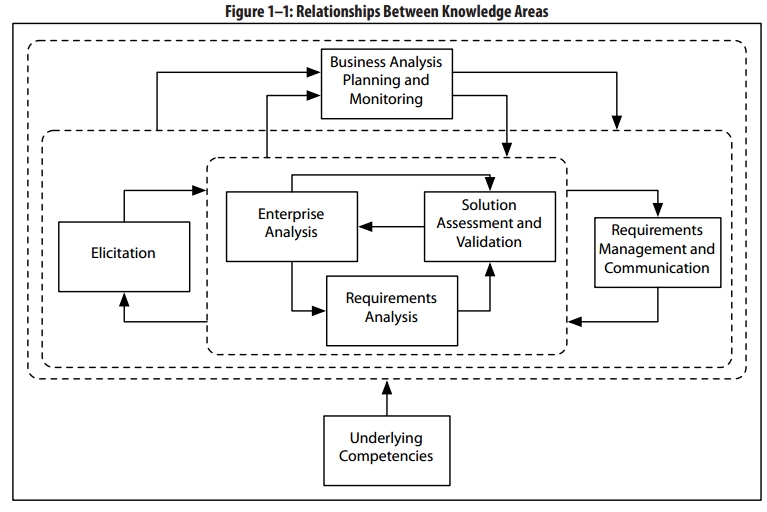 Figure 1–1: Relationships Between Knowledge Areas
Business Analysis
Planning and
Monitoring
Enterprise
Analysis
Solution
Assessment and
Validation
Elicitation
Requirements
Management and
Communication
Requirements
Analysis
Underlying
Competencies